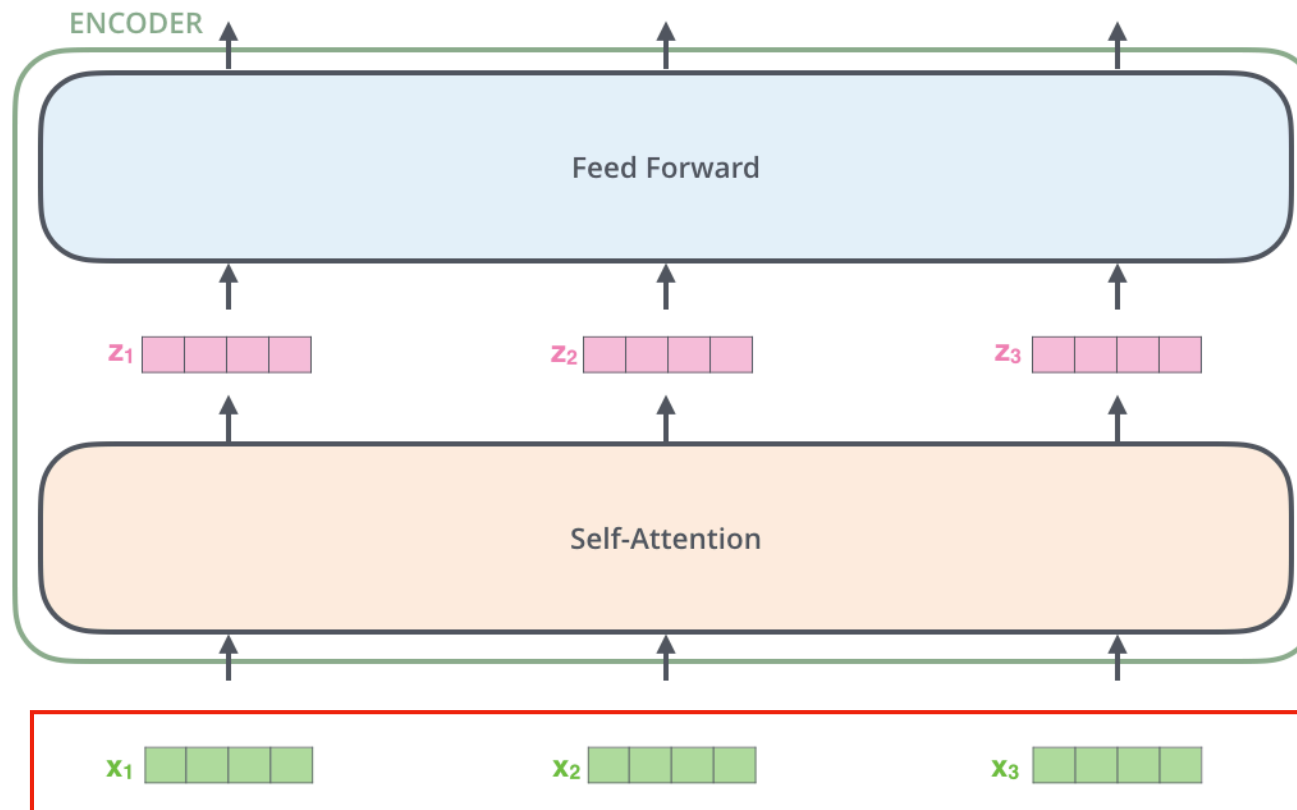 ENCODER
Feed Forward
z₁ z₂ z₃
Self-Attention
x₁ x₂ x₃